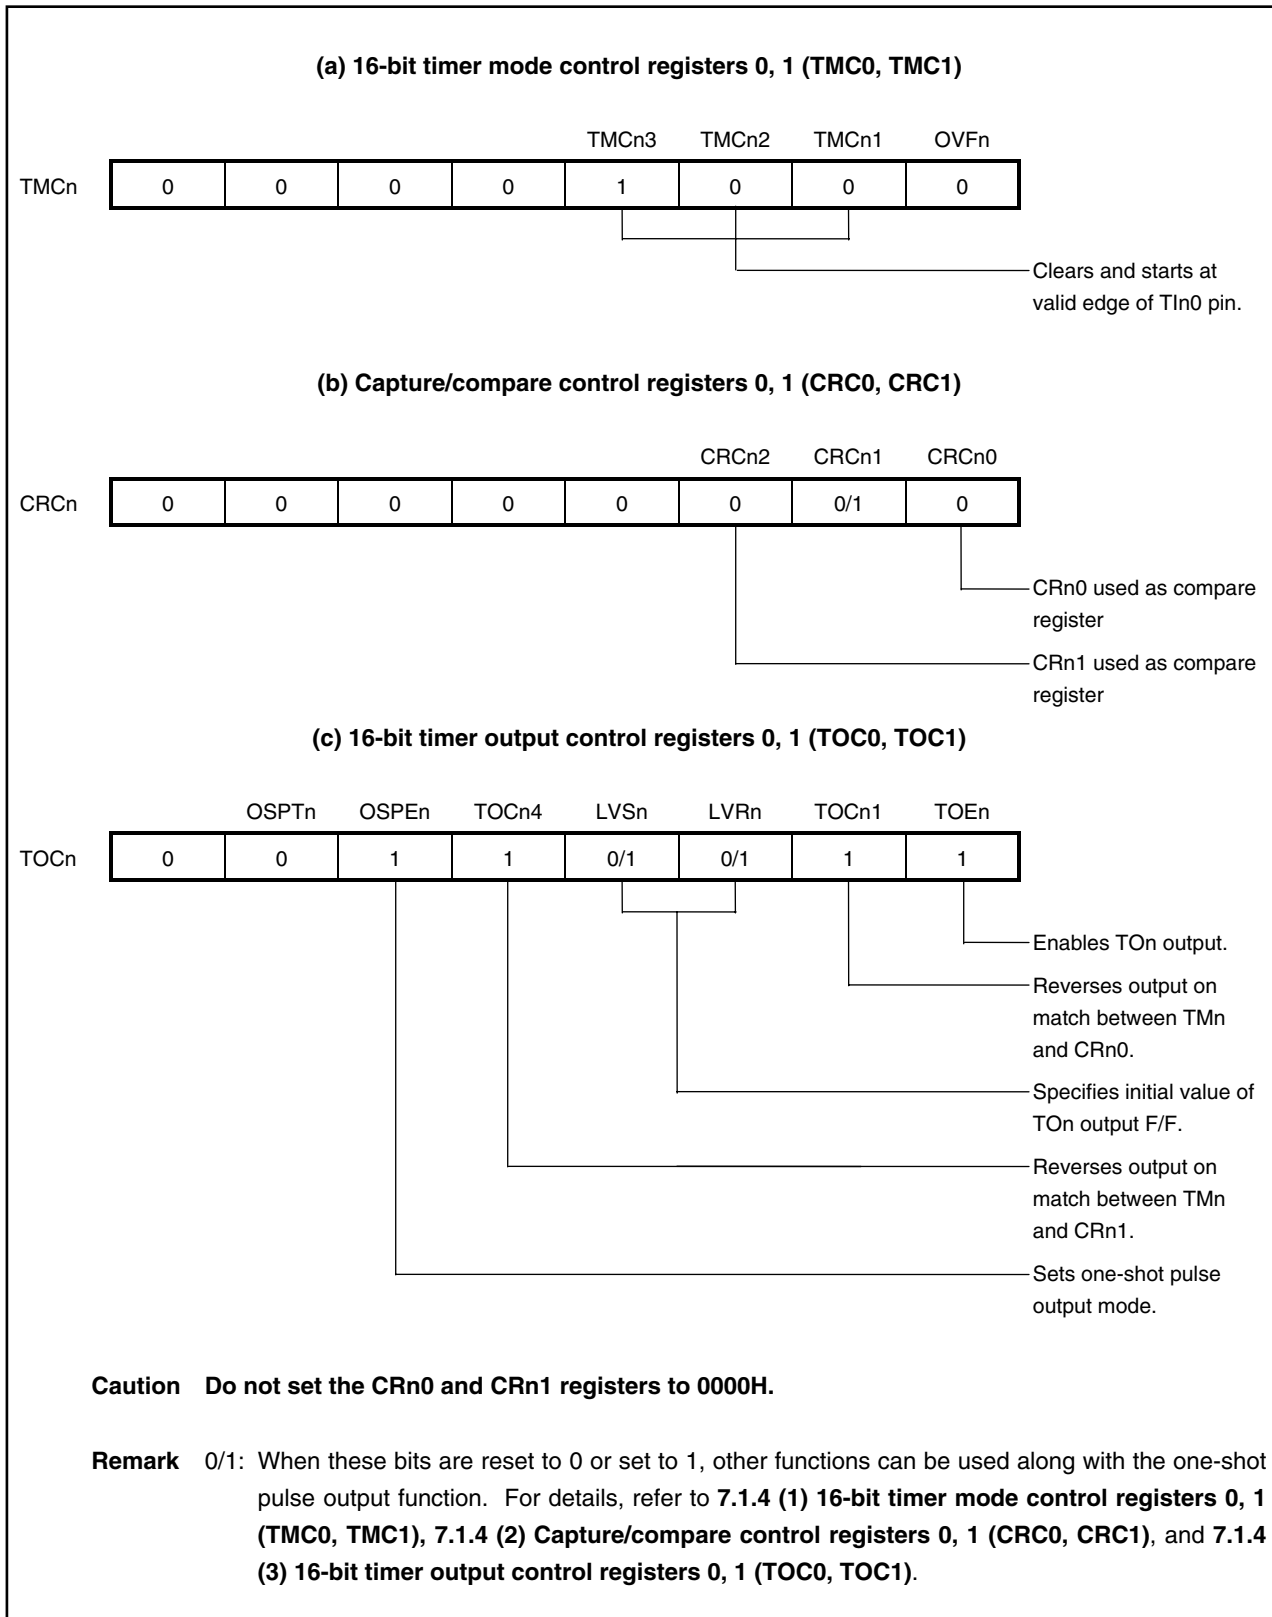 (a) 16-bit timer mode control registers 0, 1 (TMC0, TMC1)
TMCn3 TMCn2 TMCn1 OVFn
TMCn 0 0 0 0 1 0 0 0
Clears and starts at
valid edge of TIn0 pin.
(b) Capture/compare control registers 0, 1 (CRC0, CRC1)
CRCn2 CRCn1 CRCn0
CRCn 0 0 0 0 0 0 0/1 0
CRn0 used as compare
register
CRn1 used as compare
register
(c) 16-bit timer output control registers 0, 1 (TOC0, TOC1)
OSPTn OSPEn TOCn4 LVSn LVRn TOCn1 TOEn
TOCn 0 0 1 1 0/1 0/1 1 1
Enables TOn output.
Reverses output on
match between TMn
and CRn0.
Specifies initial value of
TOn output F/F.
Reverses output on
match between TMn
and CRn1.
Sets one-shot pulse
output mode.
Caution Do not set the CRn0 and CRn1 registers to 0000H.
Remark 0/1: When these bits are reset to 0 or set to 1, other functions can be used along with the one-shot
pulse output function. For details, refer to 7.1.4 (1) 16-bit timer mode control registers 0, 1
(TMC0, TMC1), 7.1.4 (2) Capture/compare control registers 0, 1 (CRC0, CRC1), and 7.1.4
(3) 16-bit timer output control registers 0, 1 (TOC0, TOC1).